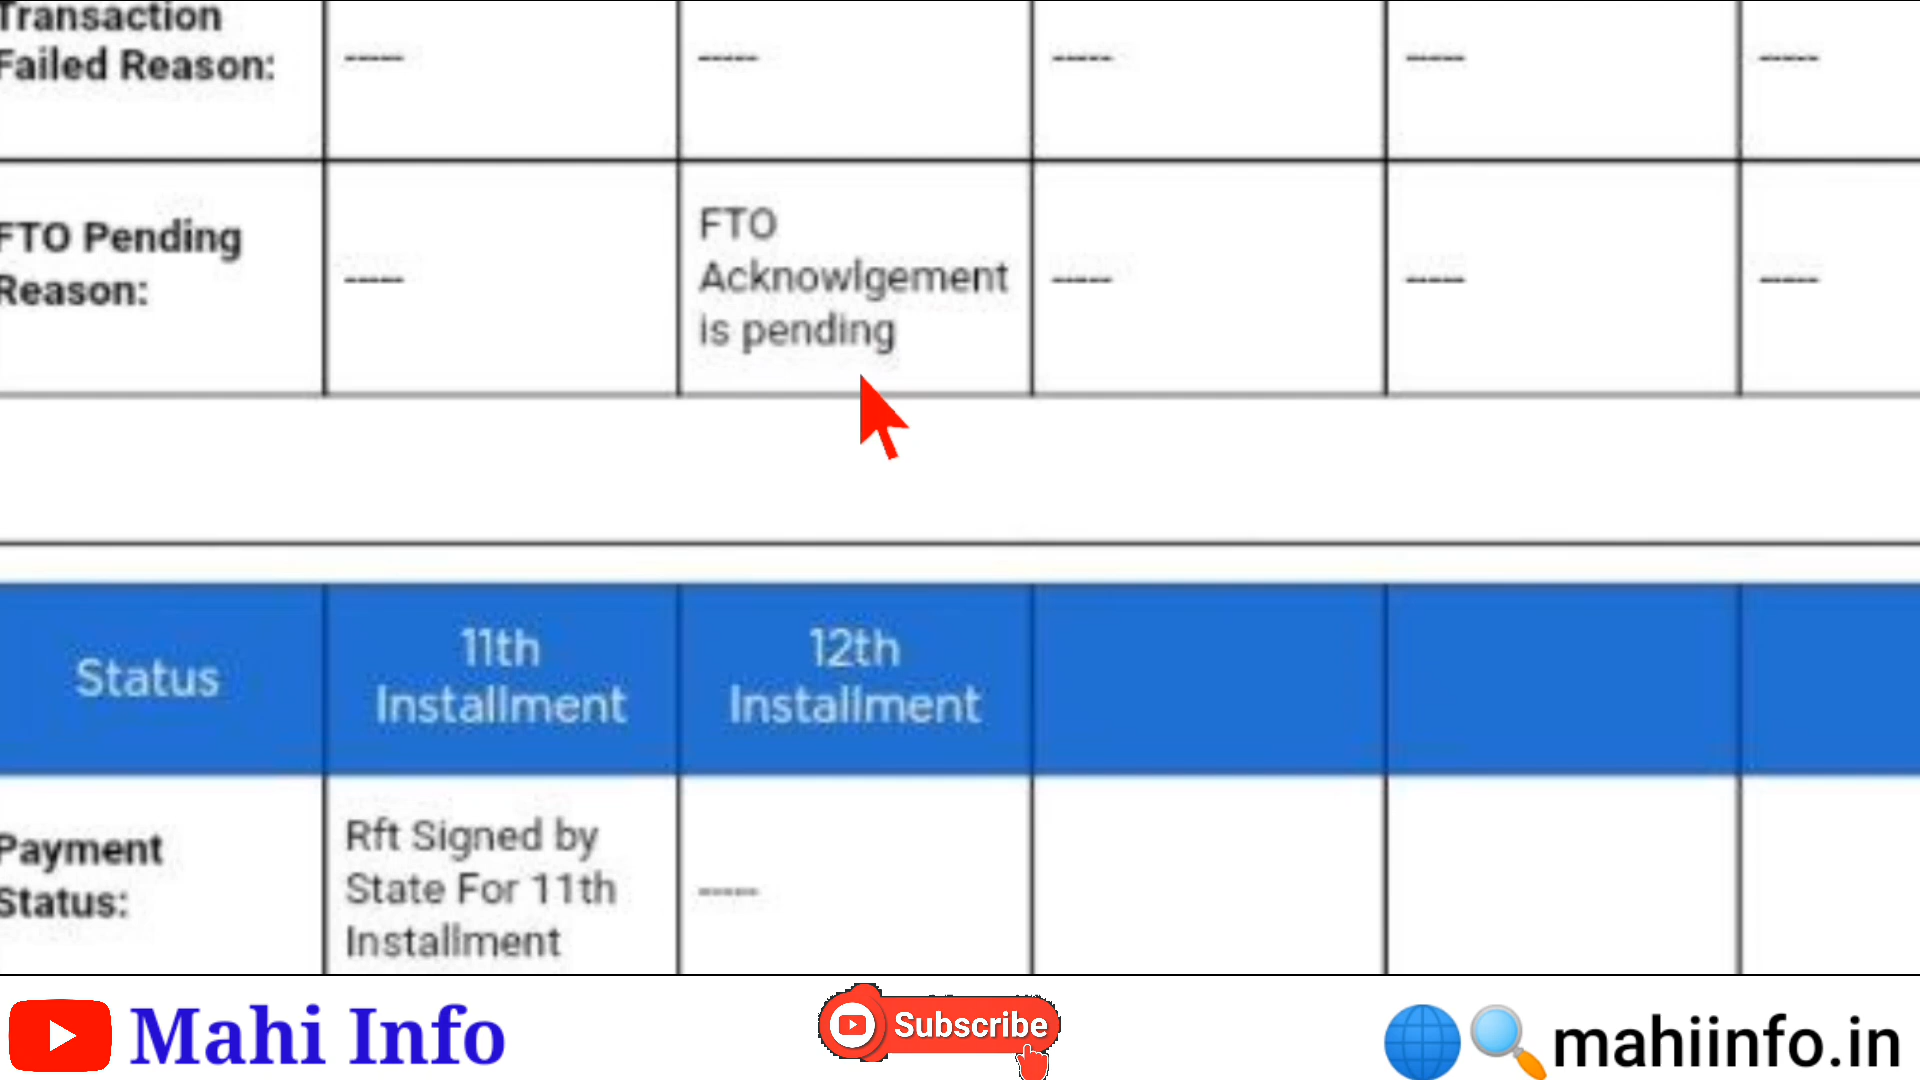 Transaction
Failed Reason:
-----
-----
-----
-----
-----
FTO Pending
Reason:
-----
FTO
Acknowlgement
is pending
-----
-----
-----
Status
11th
Installment
12th
Installment
Payment
Status:
Rft Signed by
State For 11th
Installment
-----
Mahi Info
Subscribe
mahiinfo.in